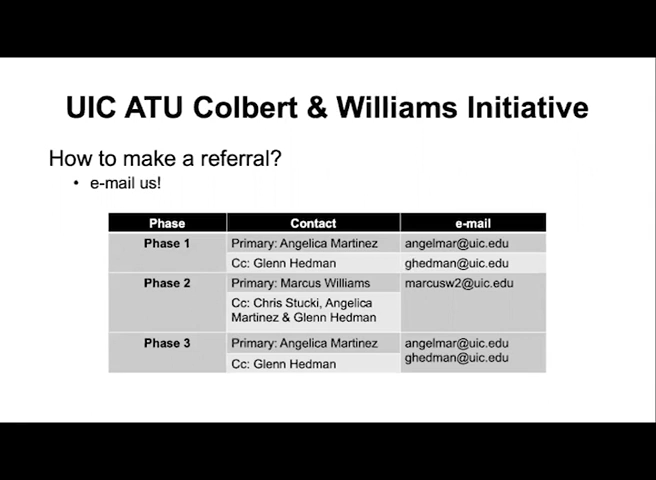 UIC ATU Colbert & Williams Initiative
How to make a referral?
• e-mail us!
Phase Contact e-mail
Phase 1 Primary: Angelica Martinez angelmar@uic.edu
Cc: Glenn Hedman ghedman@uic.edu
Phase 2 Primary: Marcus Williams marcusw2@uic.edu
Cc: Chris Stucki, Angelica
Martinez & Glenn Hedman
Phase 3 Primary: Angelica Martinez angelmar@uic.edu
Cc: Glenn Hedman ghedman@uic.edu